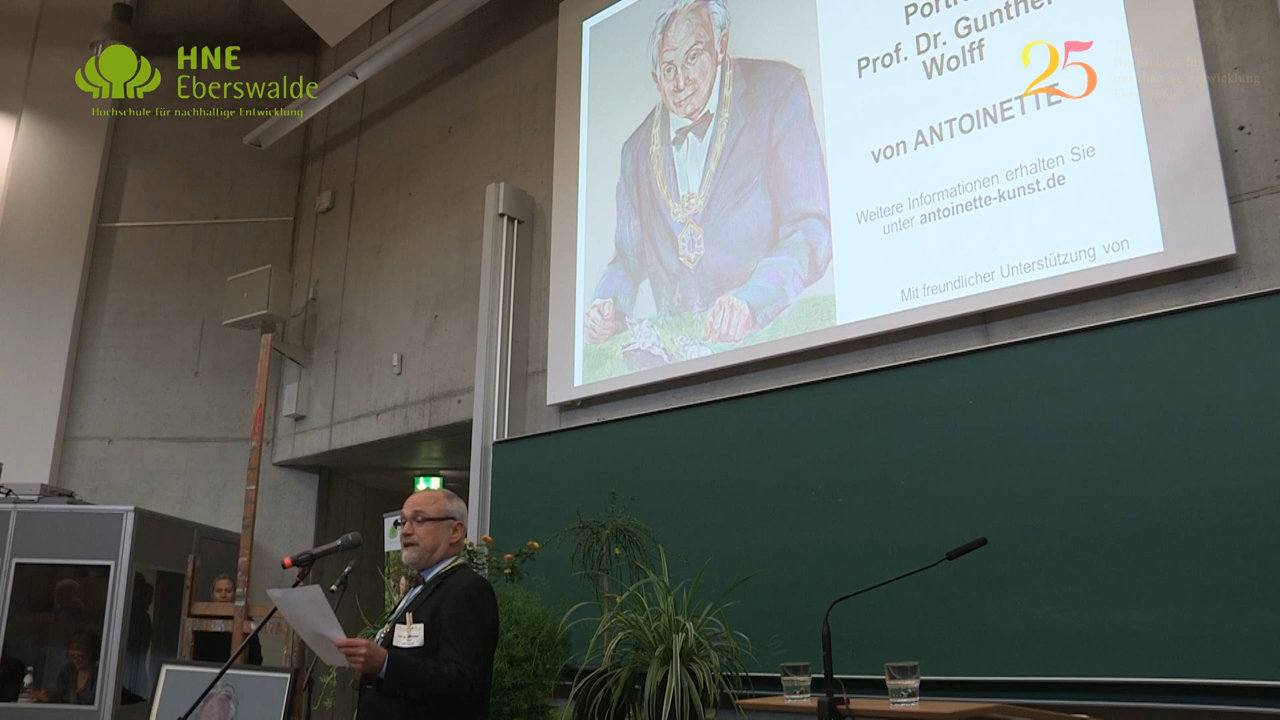 HNE
Eberswalde
Hochschule für nachhaltige Entwicklung
25
Prof. Dr. Gunther
Wolff
von ANTOINETTE
Weitere Informationen erhalten Sie
unter antoinette-kunst.de
Mit freundlicher Unterstützung von